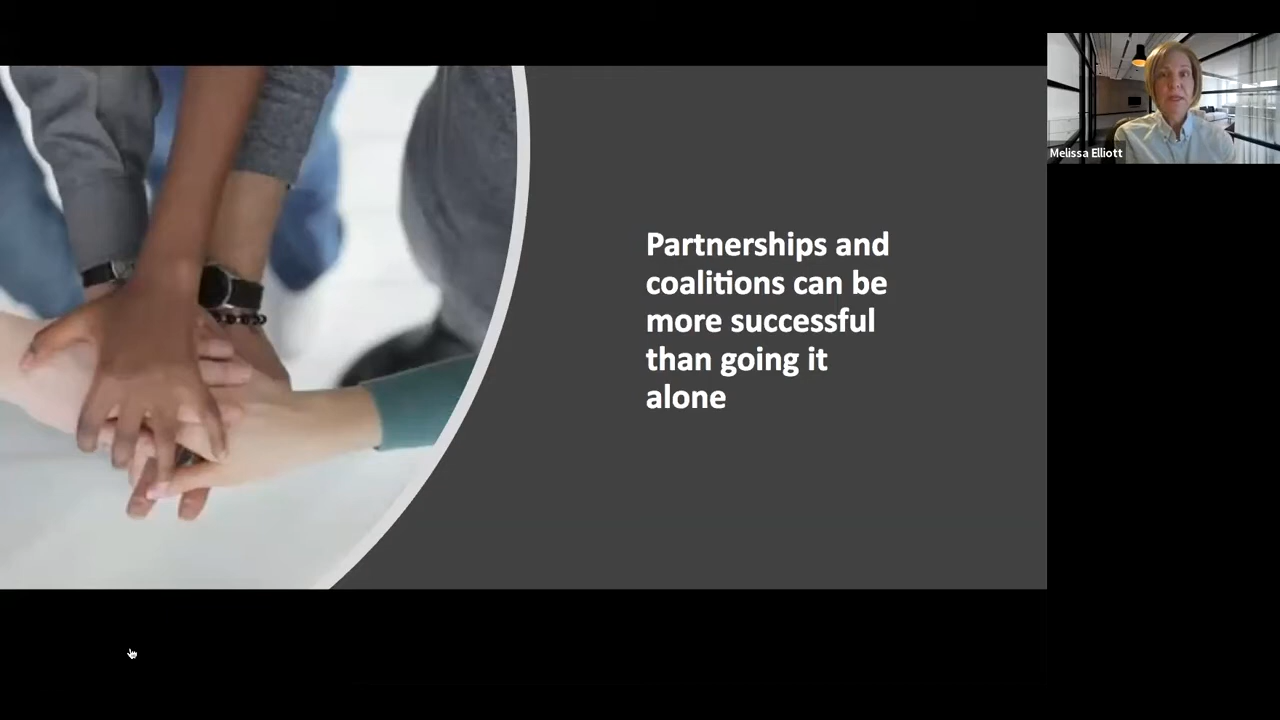 Partnerships and
coalitions can be
more successful
than going it
alone
Melissa Elliott